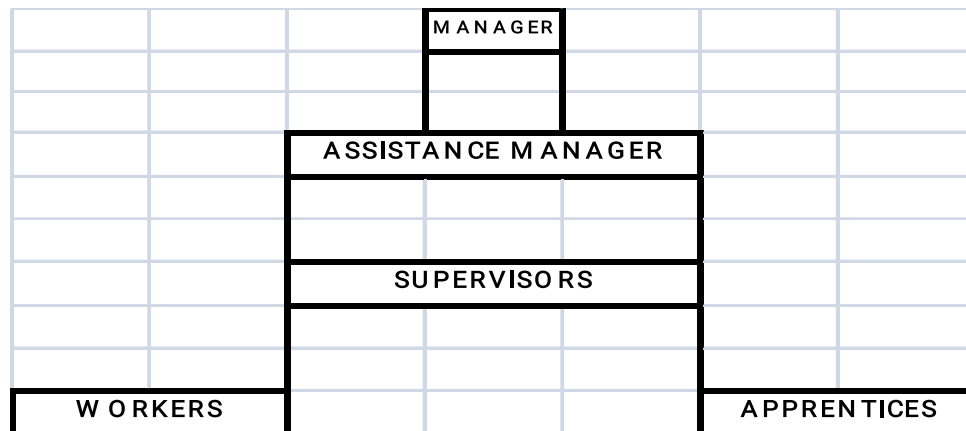 MANAGER
ASSISTANCE MANAGER
SUPERVISORS
WORKERS
APPRENTICES